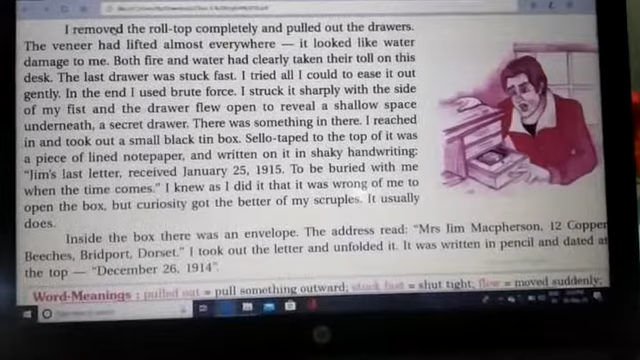 I removed the roll-top completely and pulled out the drawers.
The veneer had lifted almost everywhere — it looked like water
damage to me. Both fire and water had clearly taken their toll on this
desk. The last drawer was stuck fast. I tried all I could to ease it out
gently. In the end I used brute force. I struck it sharply with the side
of my fist and the drawer flew open to reveal a shallow space
underneath, a secret drawer. There was something in there. I reached
in and took out a small black tin box. Sello-taped to the top of it was
a piece of lined notepaper, and written on it in shaky handwriting:
"Jim's last letter, received January 25, 1915. To be buried with me
when the time comes." I knew as I did it that it was wrong of me to
open the box, but curiosity got the better of my scruples. It usually
does.
Inside the box there was an envelope. The address read: "Mrs Jim Macpherson, 12 Copper
Beeches, Bridport, Dorset." I took out the letter and unfolded it. It was written in pencil and dated at
the top — "December 26, 1914".
Word-Meanings : pulled out = pull something outward; stuck fast = shut tight; flew = moved suddenly;